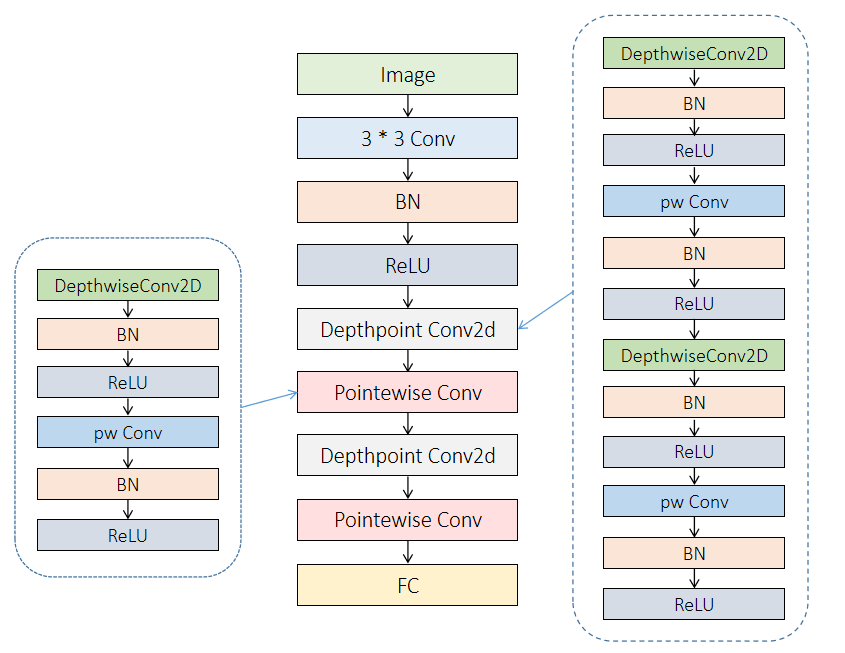 Image
3 * 3 Conv
BN
ReLU
Depthpoint Conv2d
Pointewise Conv
Depthpoint Conv2d
Pointewise Conv
FC
DepthwiseConv2D
BN
ReLU
pw Conv
BN
ReLU
DepthwiseConv2D
BN
ReLU
pw Conv
BN
ReLU
DepthwiseConv2D
BN
ReLU
pw Conv
BN
ReLU